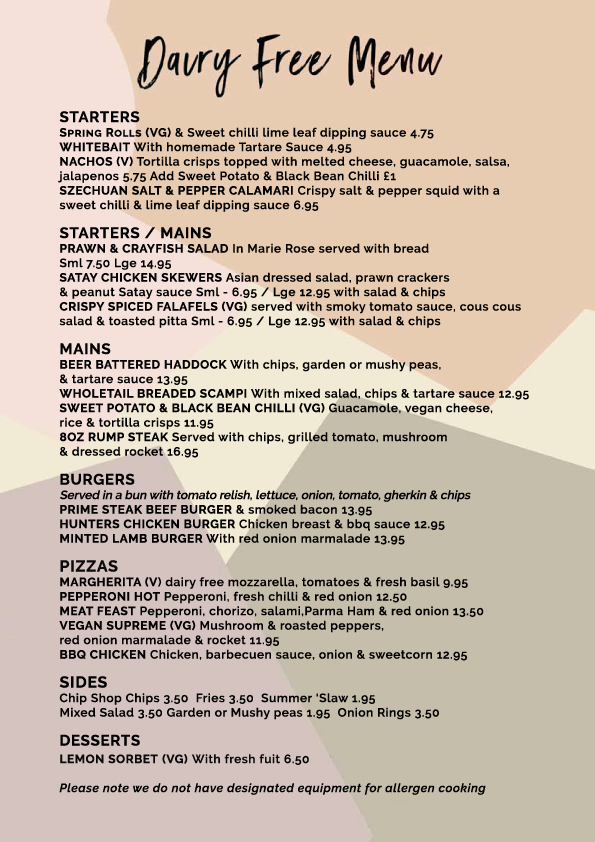 Dairy Free Menu
STARTERS
SPRING ROLLS (VG) & Sweet chilli lime leaf dipping sauce 4.75
WHITEBAIT With homemade Tartare Sauce 4.95
NACHOS (V) Tortilla crisps topped with melted cheese, guacamole, salsa,
jalapenos 5.75 Add Sweet Potato & Black Bean Chilli £1
SZECHUAN SALT & PEPPER CALAMARI Crispy salt & pepper squid with a
sweet chilli & lime leaf dipping sauce 6.95
STARTERS / MAINS
PRAWN & CRAYFISH SALAD In Marie Rose served with bread
Sml 7.50 Lge 14.95
SATAY CHICKEN SKEWERS Asian dressed salad, prawn crackers
& peanut Satay sauce Sml - 6.95 / Lge 12.95 with salad & chips
CRISPY SPICED FALAFELS (VG) served with smoky tomato sauce, cous cous
salad & toasted pitta Sml - 6.95 / Lge 12.95 with salad & chips
MAINS
BEER BATTERED HADDOCK With chips, garden or mushy peas,
& tartare sauce 13.95
WHOLETAIL BREADED SCAMPI With mixed salad, chips & tartare sauce 12.95
SWEET POTATO & BLACK BEAN CHILLI (VG) Guacamole, vegan cheese,
rice & tortilla crisps 11.95
8OZ RUMP STEAK Served with chips, grilled tomato, mushroom
& dressed rocket 16.95
BURGERS
Served in a bun with tomato relish, lettuce, onion, tomato, gherkin & chips
PRIME STEAK BEEF BURGER & smoked bacon 13.95
HUNTERS CHICKEN BURGER Chicken breast & bbq sauce 12.95
MINTED LAMB BURGER With red onion marmalade 13.95
PIZZAS
MARGHERITA (V) dairy free mozzarella, tomatoes & fresh basil 9.95
PEPPERONI HOT Pepperoni, fresh chilli & red onion 12.50
MEAT FEAST Pepperoni, chorizo, salami,Parma Ham & red onion 13.50
VEGAN SUPREME (VG) Mushroom & roasted peppers,
red onion marmalade & rocket 11.95
BBQ CHICKEN Chicken, barbecuen sauce, onion & sweetcorn 12.95
SIDES
Chip Shop Chips 3.50 Fries 3.50 Summer 'Slaw 1.95
Mixed Salad 3.50 Garden or Mushy peas 1.95 Onion Rings 3.50
DESSERTS
LEMON SORBET (VG) With fresh fuit 6.50
Please note we do not have designated equipment for allergen cooking